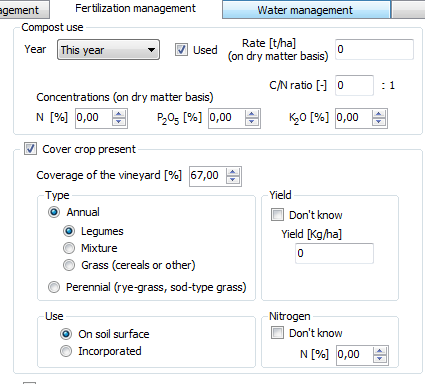 agement Fertilization management Water management
Compost use
Year This year Used Rate [t/ha] 0
(on dry matter basis)
C/N ratio [-] 0 : 1
Concentrations (on dry matter basis)
N [%] 0,00 P2O5 [%] 0,00 K2O [%] 0,00
Cover crop present
Coverage of the vineyard [%] 67,00
Type Yield
Annual Don't know
Legumes Yield [Kg/ha]
Mixture 0
Grass (cereals or other)
Perennial (rye-grass, sod-type grass)
Use Nitrogen
On soil surface Don't know
Incorporated N [%] 0,00